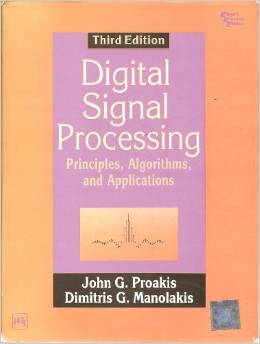 Third Edition
Digital
Signal
Processing
Principles, Algorithms,
and Applications
John G. Proakis
Dimitris G. Manolakis